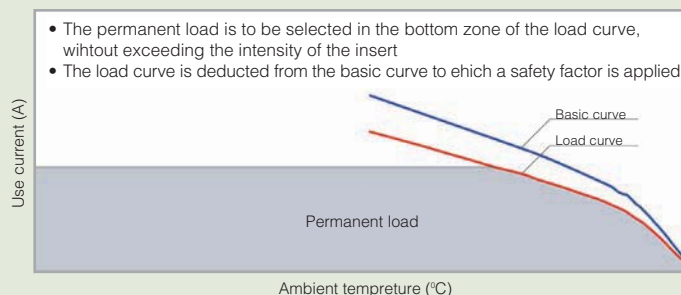 • The permanent load is to be selected in the bottom zone of the load curve,
wihtout exceeding the intensity of the insert
• The load curve is deducted from the basic curve to ehich a safety factor is applied
Use current (A)
Basic curve
Load curve
Permanent load
Ambient tempreture (ºC)